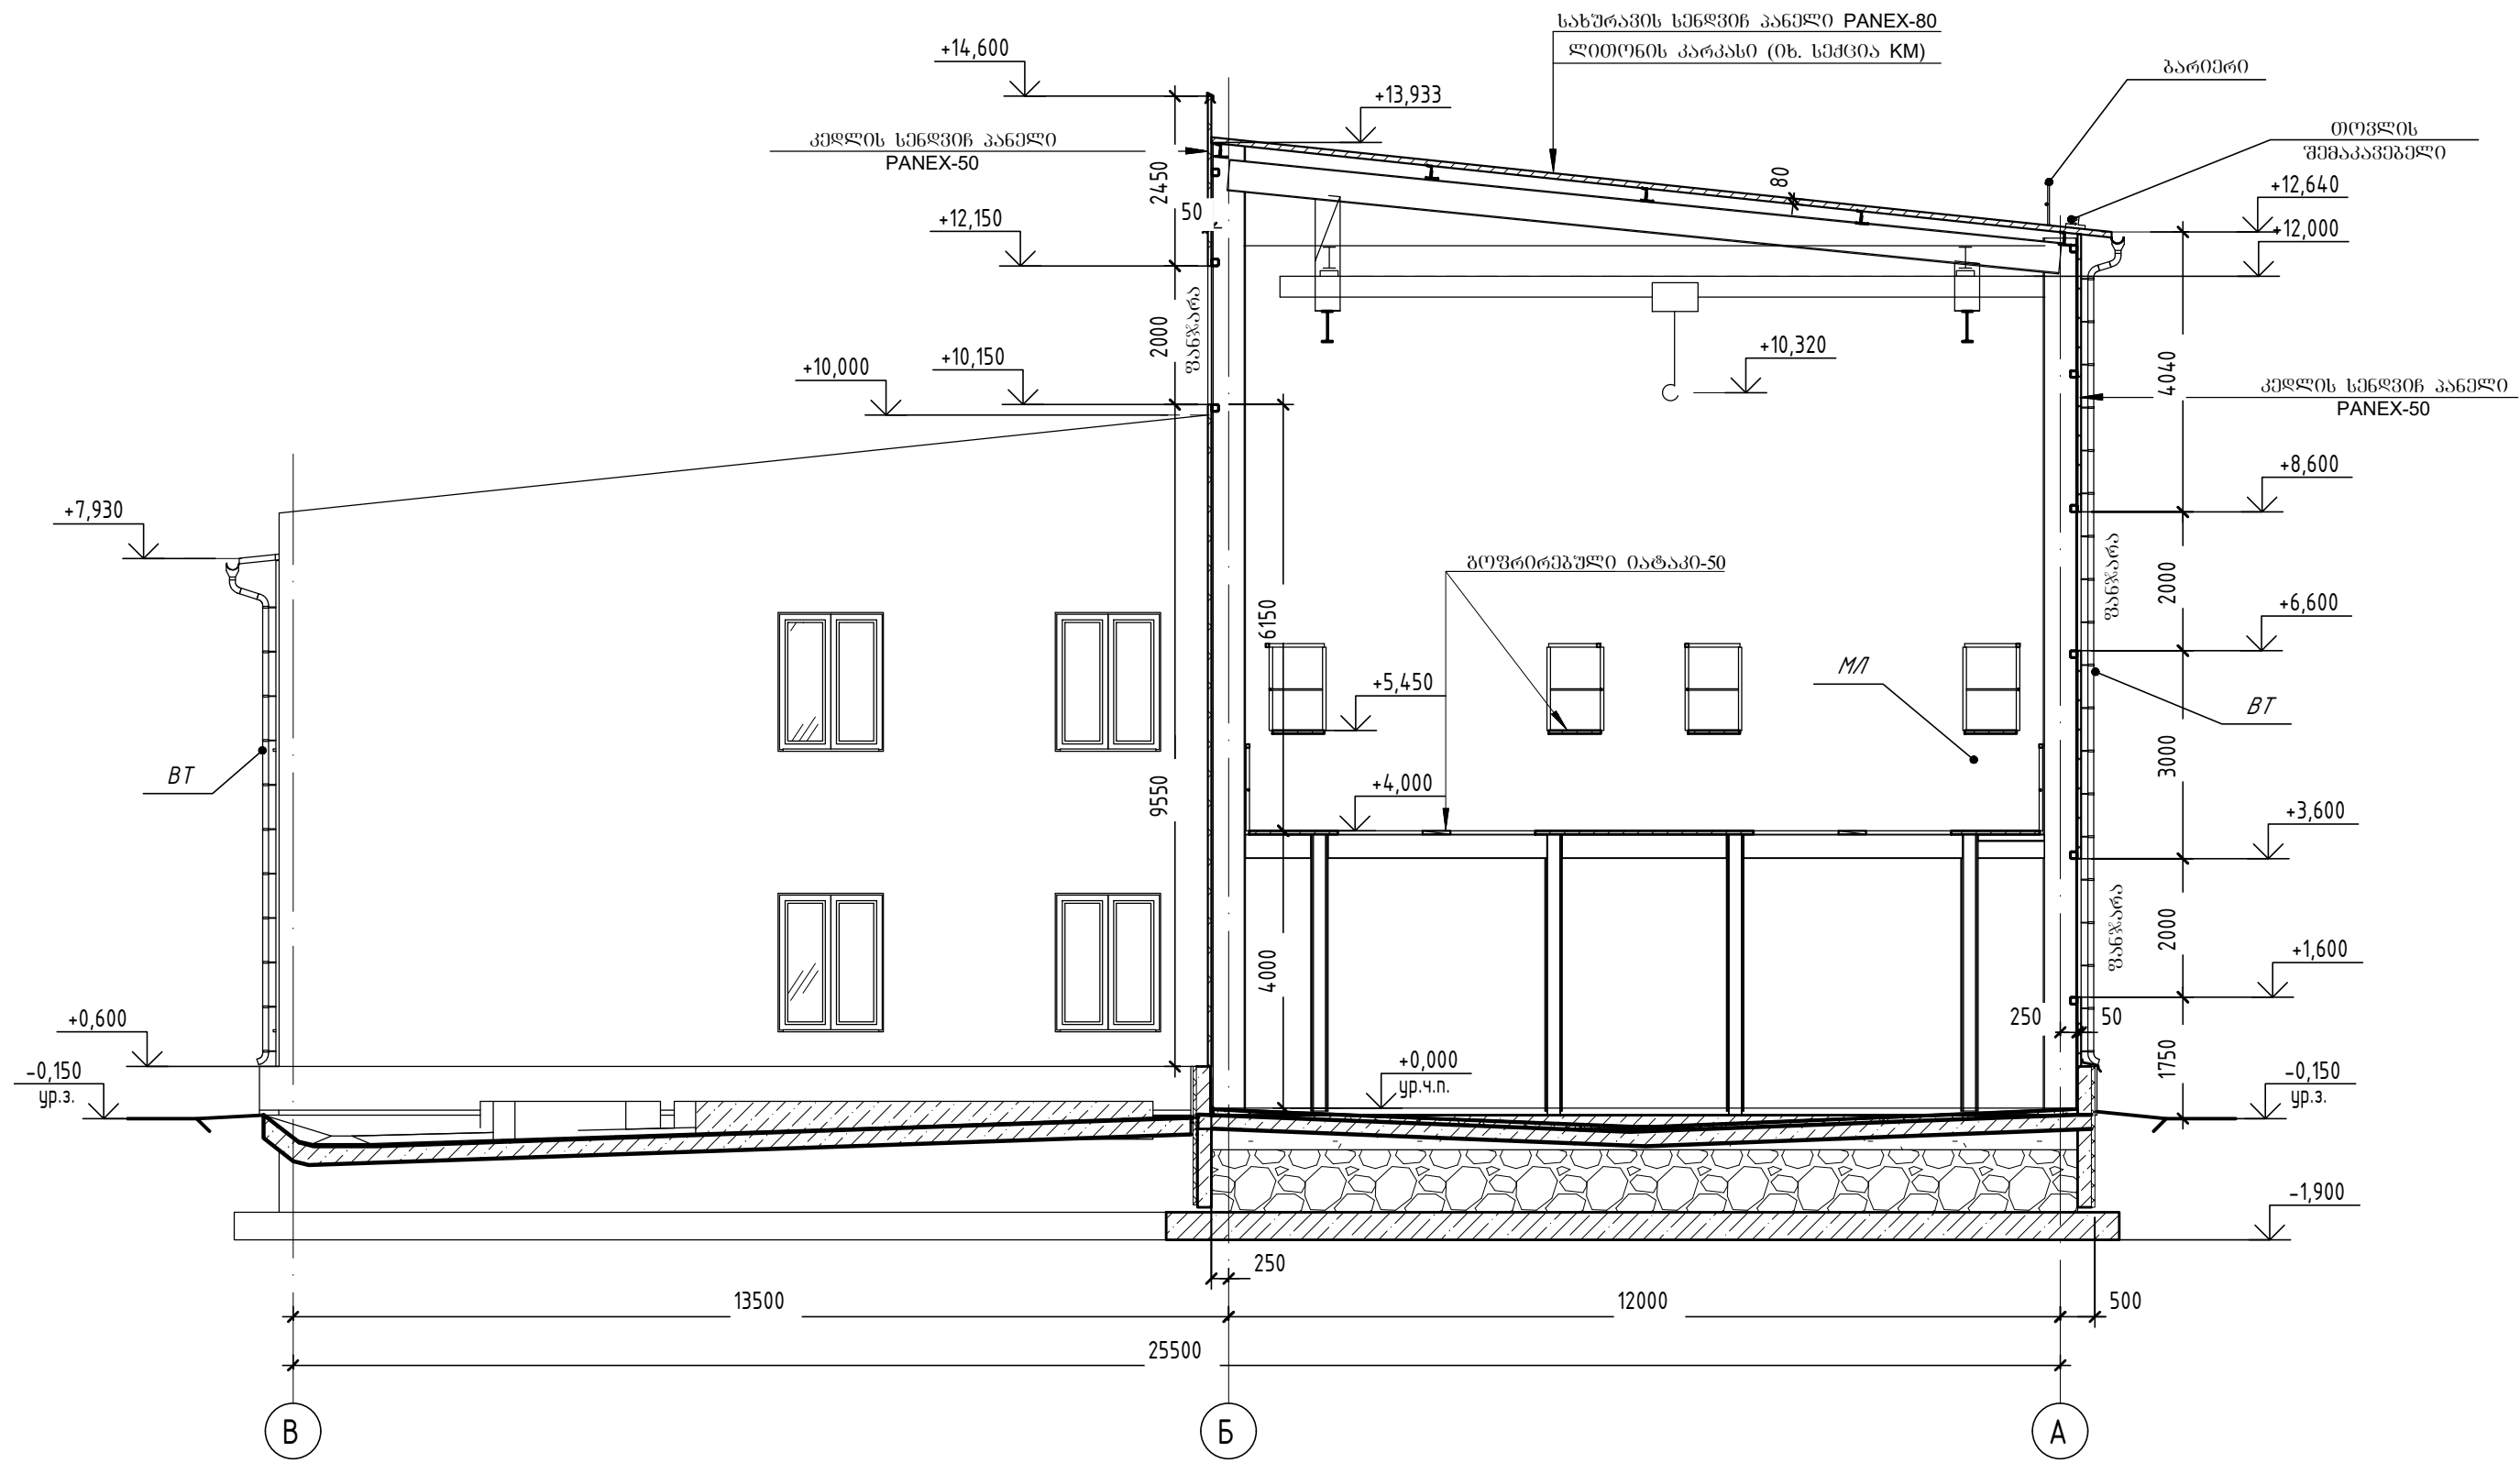 სახურავის სენდვიჩ პანელი PANEX-80
ლითონის კარკასი (იხ. სექცია KM)
+14,600
ბარიერი
+13,933
კედლის სენდვიჩ პანელი
PANEX-50
თოვლის
შემაკავებელი
2450
80
+12,640
50
+12,150
+12,000
ფანჯარა
2000
+10,320
+10,150
+10,000
4040
კედლის სენდვიჩ პანელი
PANEX-50
+8,600
+7,930
გოფრირებული იატაკი-50
ფანჯარა
2000
6150
+6,600
МЛ
+5,450
ВТ
ВТ
3000
9550
+4,000
+3,600
ფანჯარა
2000
4000
+1,600
250
50
+0,600
1750
+0,000
ур.ч.п.
-0,150
ур.з.
-0,150
ур.з.
-1,900
250
13500
12000
500
25500
В
Б
А